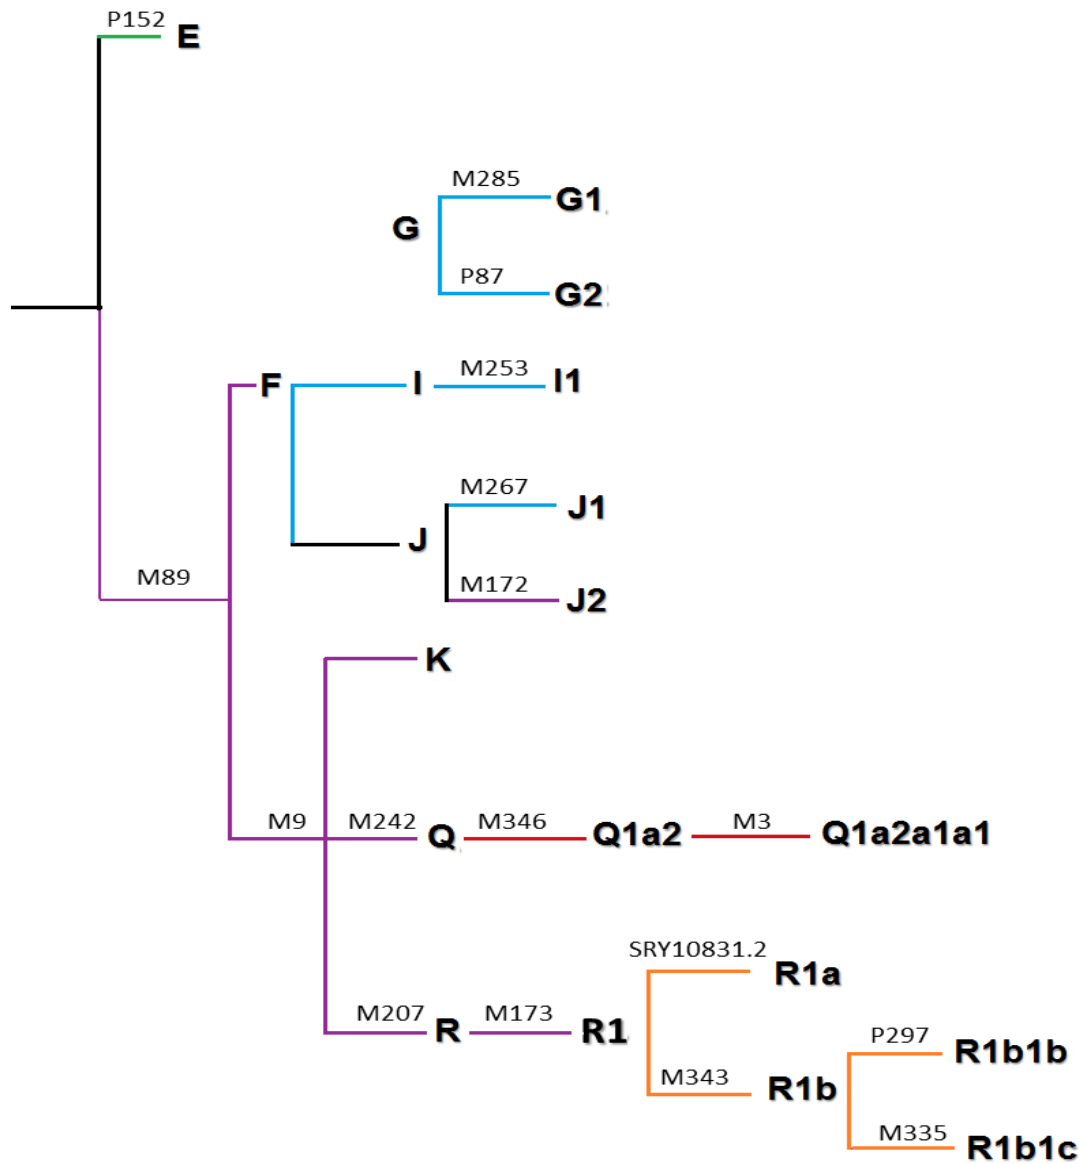 P152
E
M285
G1
G
P87
G2
M253
F
I
I1
M267
J1
J
M172
J2
M89
K
M9
M242
Q
M346
Q1a2
M3
Q1a2a1a1
SRY10831.2
R1a
M207
R
M173
R1
P297
R1b1b
M343
R1b
M335
R1b1c